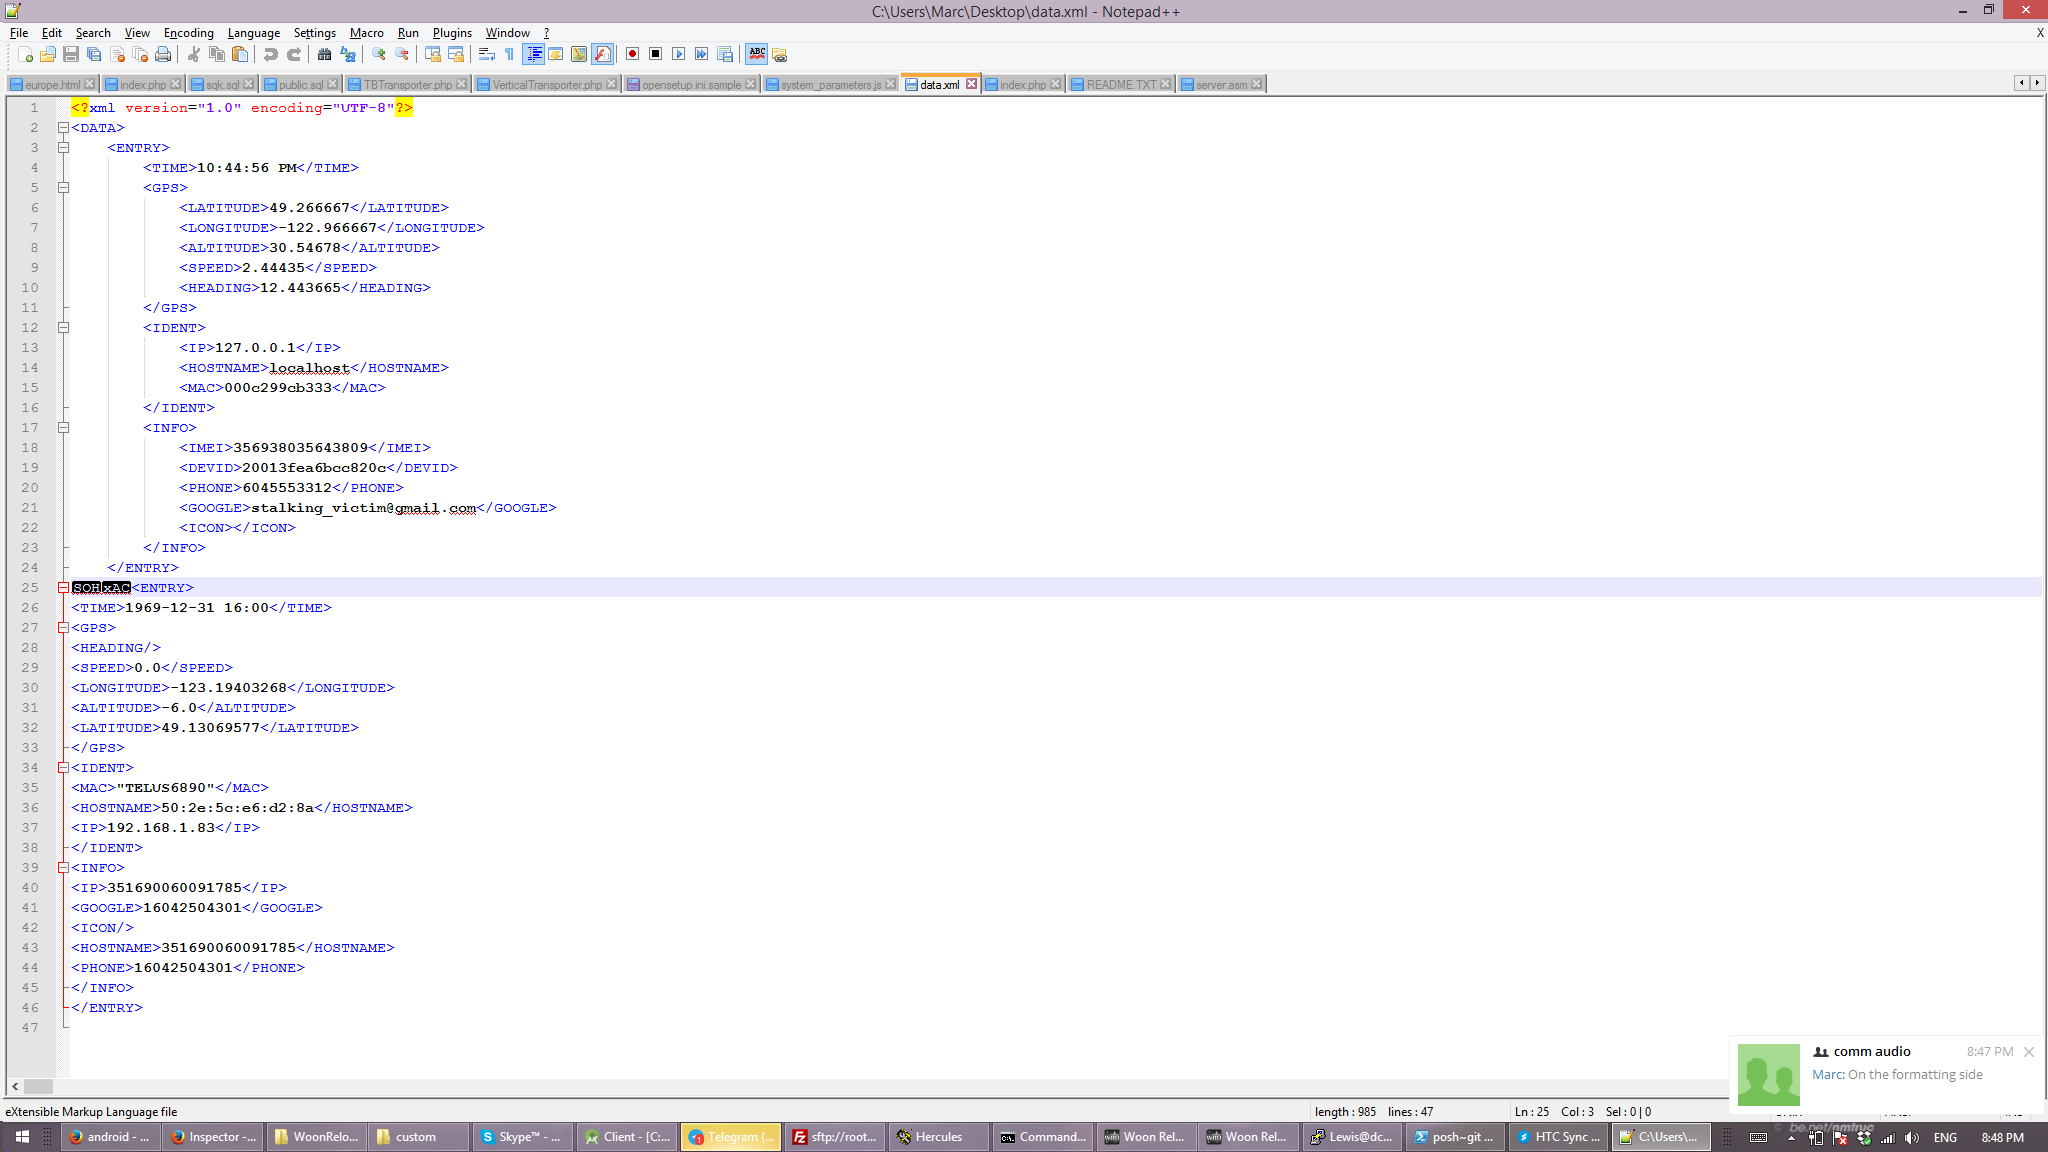 C:\Users\Marc\Desktop\data.xml - Notepad++
File Edit Search View Encoding Language Settings Macro Run Plugins Window ? X
europe.html index.php sqk.sql public.sql TBTransporter.php VerticalTransporter.php opensetup.ini.sample system_parameters.js data.xml index.php README.TXT server.asm
1 <?xml version="1.0" encoding="UTF-8"?>
2 <DATA>
3 <ENTRY>
4 <TIME>10:44:56 PM</TIME>
5 <GPS>
6 <LATITUDE>49.266667</LATITUDE>
7 <LONGITUDE>-122.966667</LONGITUDE>
8 <ALTITUDE>30.54678</ALTITUDE>
9 <SPEED>2.44435</SPEED>
10 <HEADING>12.443665</HEADING>
11 </GPS>
12 <IDENT>
13 <IP>127.0.0.1</IP>
14 <HOSTNAME>localhost</HOSTNAME>
15 <MAC>000c299cb333</MAC>
16 </IDENT>
17 <INFO>
18 <IMEI>356938035643809</IMEI>
19 <DEVID>20013fea6bcc820c</DEVID>
20 <PHONE>6045553312</PHONE>
21 <GOOGLE>stalking_victim@gmail.com</GOOGLE>
22 <ICON></ICON>
23 </INFO>
24 </ENTRY>
25 SOHxAC<ENTRY>
26 <TIME>1969-12-31 16:00</TIME>
27 <GPS>
28 <HEADING/>
29 <SPEED>0.0</SPEED>
30 <LONGITUDE>-123.19403268</LONGITUDE>
31 <ALTITUDE>-6.0</ALTITUDE>
32 <LATITUDE>49.13069577</LATITUDE>
33 </GPS>
34 <IDENT>
35 <MAC>"TELUS6890"</MAC>
36 <HOSTNAME>50:2e:5c:e6:d2:8a</HOSTNAME>
37 <IP>192.168.1.83</IP>
38 </IDENT>
39 <INFO>
40 <IP>351690060091785</IP>
41 <GOOGLE>16042504301</GOOGLE>
42 <ICON/>
43 <HOSTNAME>351690060091785</HOSTNAME>
44 <PHONE>16042504301</PHONE>
45 </INFO>
46 </ENTRY>
47
comm audio 8:47 PM
Marc: On the formatting side
eXtensible Markup Language file length : 985 lines : 47 Ln : 25 Col : 3 Sel : 0 | 0
android - ... Inspector -... WoonRelo... custom Skype™ - ... Client - [C:... Telegram (... sftp://root... Hercules Command... Woon Rel... Woon Rel... Lewis@dc... posh~git ... HTC Sync ... C:\Users\... ENG 8:48 PM